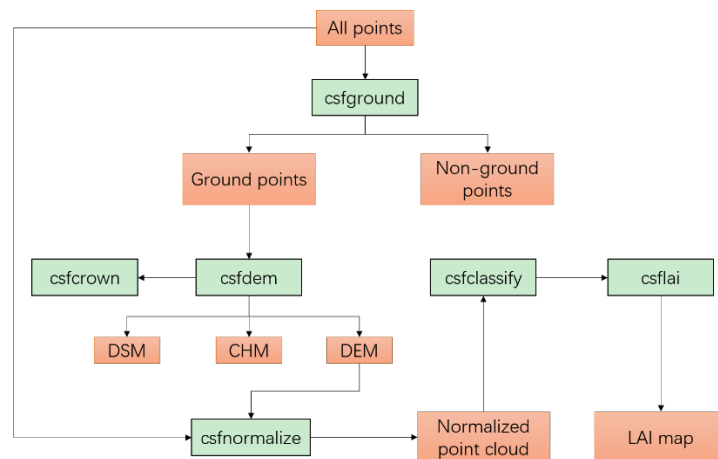 All points
csfground
Ground points
Non-ground
points
csfcrown
csfdem
csfclassify
csflai
DSM
CHM
DEM
csfnormalize
Normalized
point cloud
LAI map